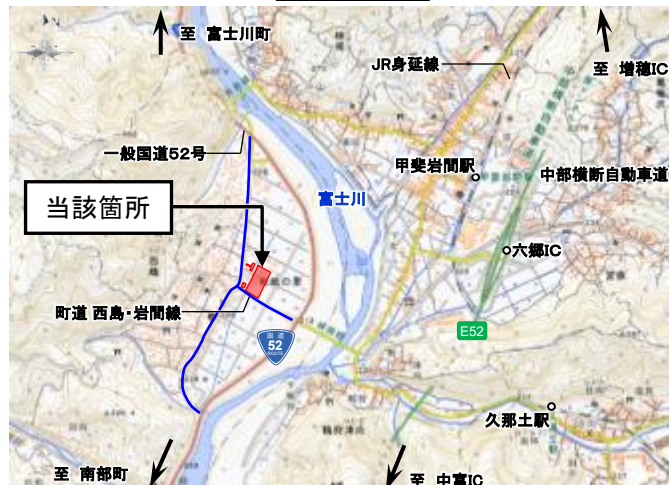 至 富士川町
JR身延線
至 増穂IC
一般国道52号
甲斐岩間駅
中部横断自動車道
当該箇所
富士川
六郷IC
町道 西島・岩間線
国道
52
ROUTE
E52
久那土駅
至 南部町
至 中富IC